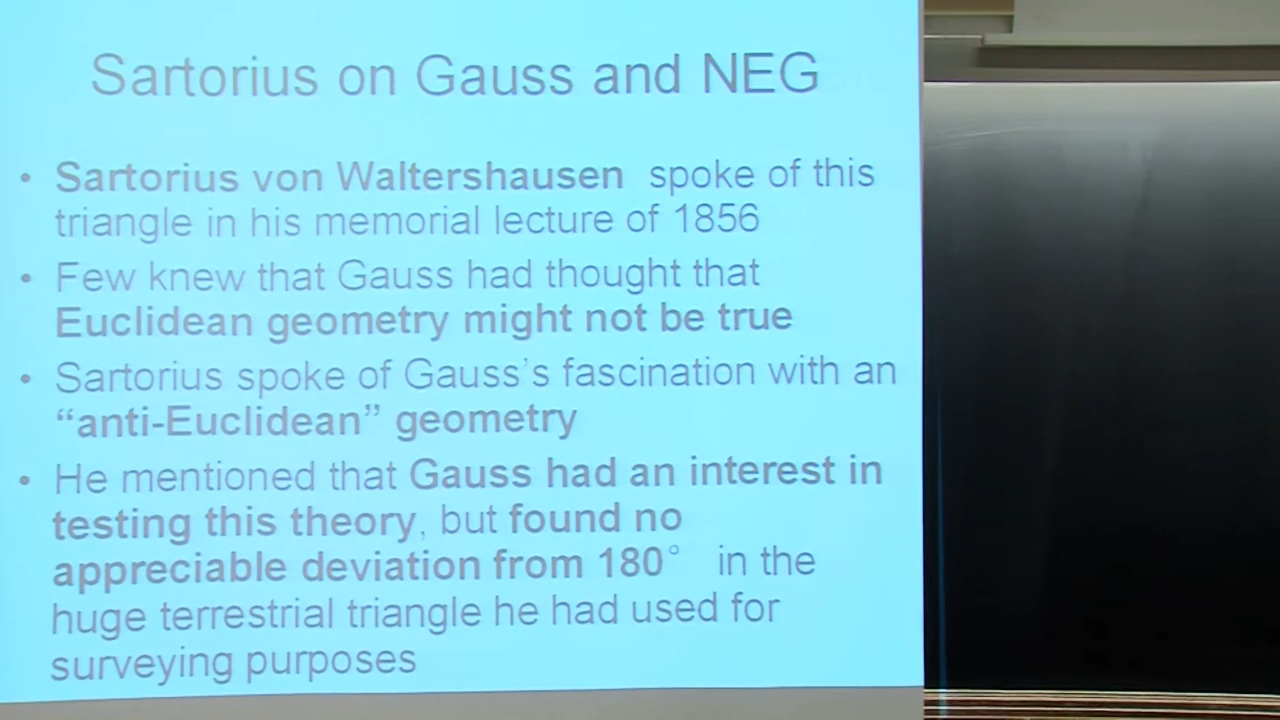 Sartorius on Gauss and NEG
• Sartorius von Waltershausen spoke of this
triangle in his memorial lecture of 1856
• Few knew that Gauss had thought that
Euclidean geometry might not be true
• Sartorius spoke of Gauss's fascination with an
“anti-Euclidean” geometry
• He mentioned that Gauss had an interest in
testing this theory, but found no
appreciable deviation from 180° in the
huge terrestrial triangle he had used for
surveying purposes